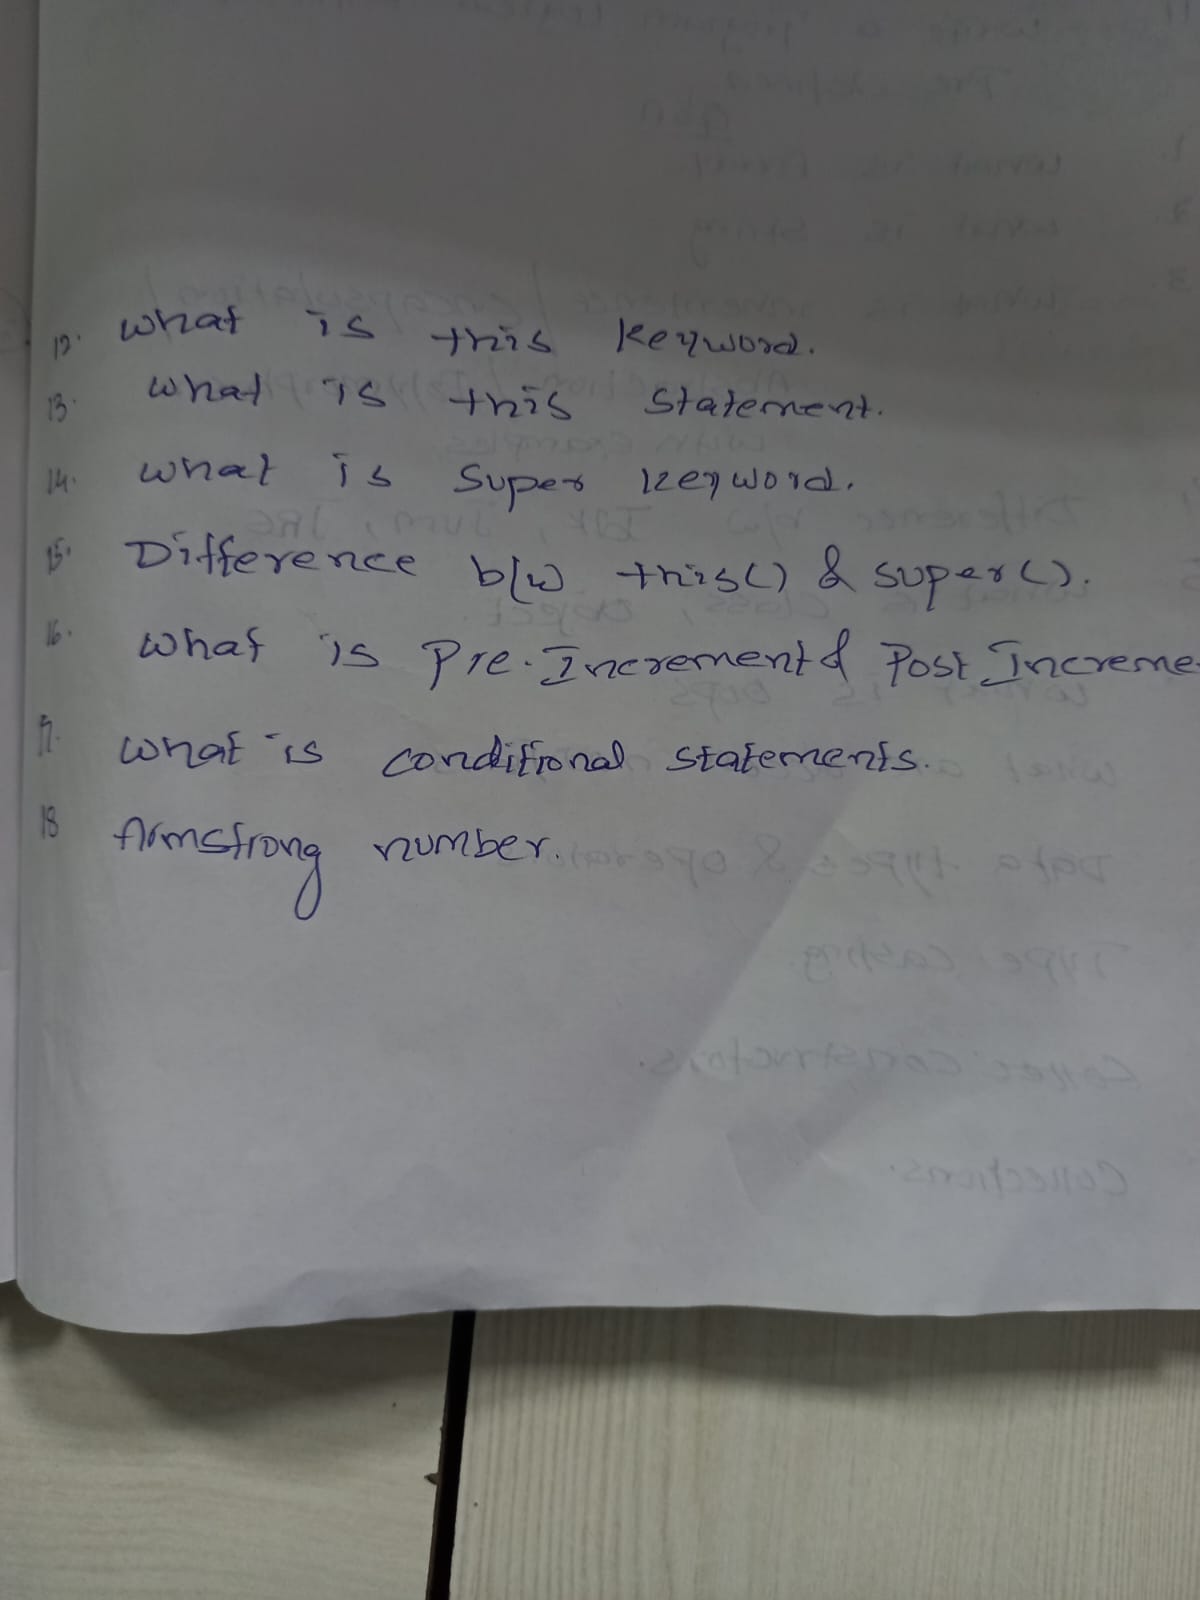 12. What is this keyword.
13. What is this statement.
14. What is Super keyword.
15. Difference b/w this() & super().
16. What is Pre-Increment & Post Increme
17. What is conditional statements.
18 Armstrong number.